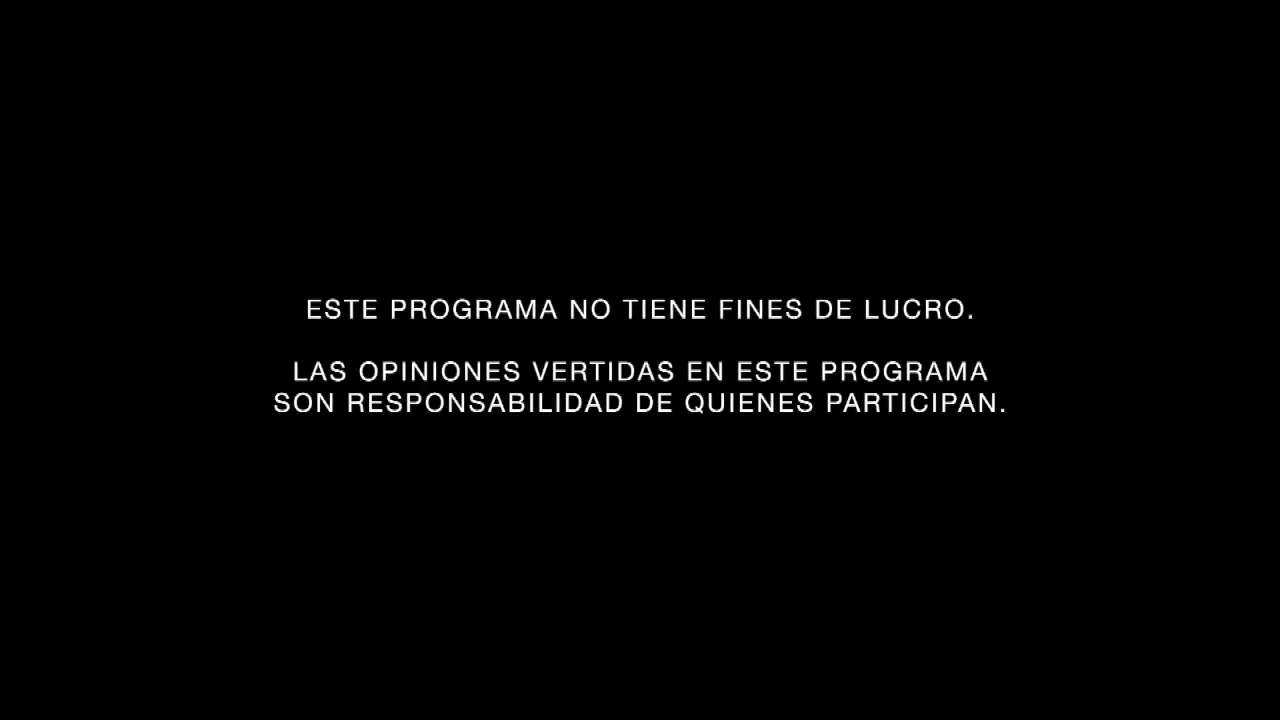 ESTE PROGRAMA NO TIENE FINES DE LUCRO.
LAS OPINIONES VERTIDAS EN ESTE PROGRAMA
SON RESPONSABILIDAD DE QUIENES PARTICIPAN.